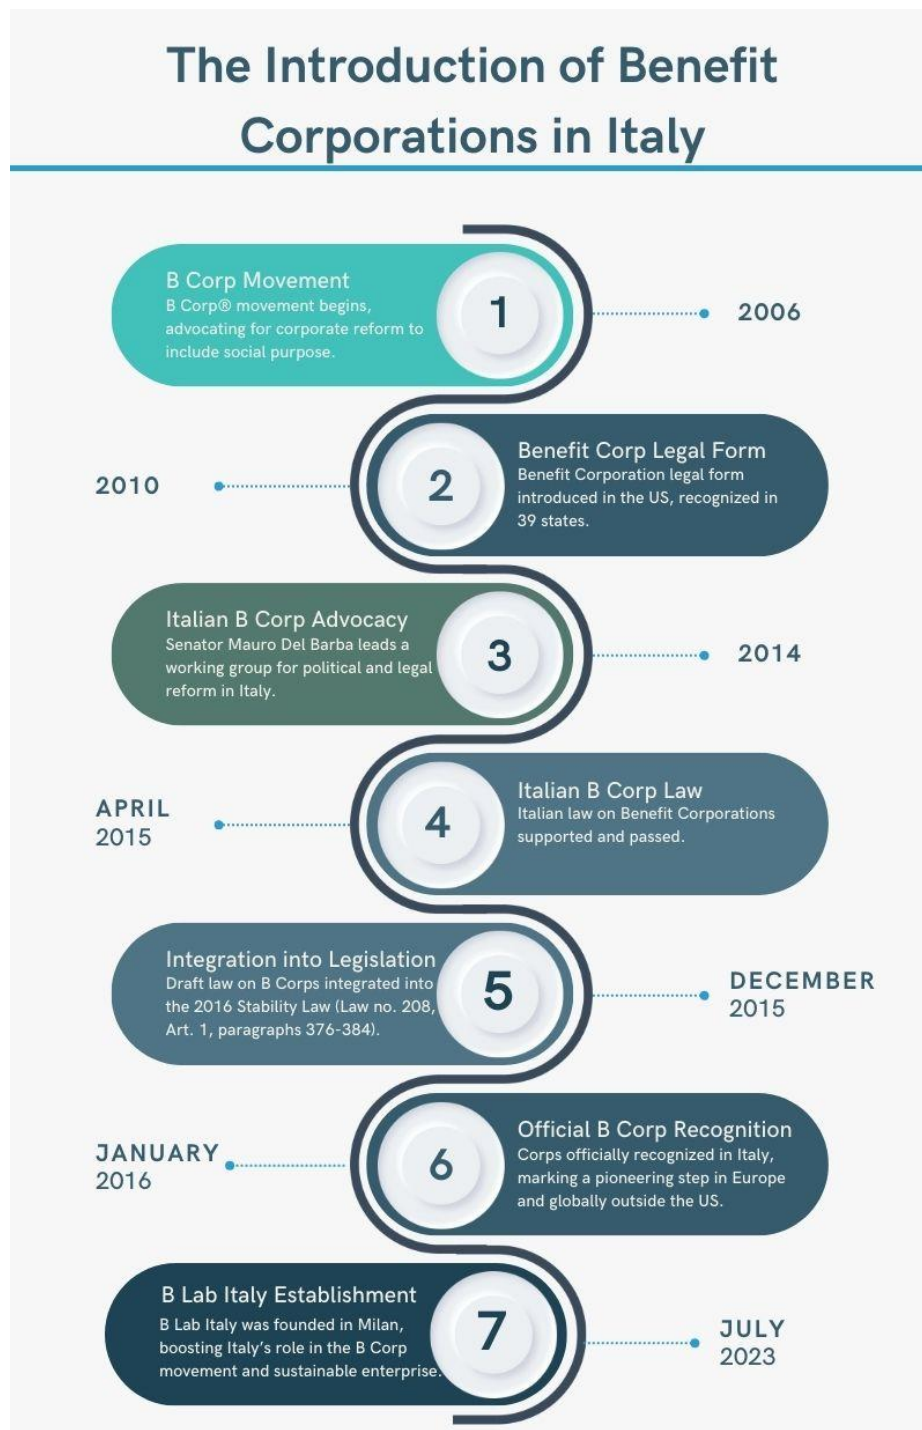 The Introduction of Benefit
Corporations in Italy
B Corp Movement
B Corp® movement begins,
advocating for corporate reform to
include social purpose.
1
2006
2010
2
Benefit Corp Legal Form
Benefit Corporation legal form
introduced in the US, recognized in
39 states.
Italian B Corp Advocacy
Senator Mauro Del Barba leads a
working group for political and legal
reform in Italy.
3
2014
APRIL
2015
4
Italian B Corp Law
Italian law on Benefit Corporations
supported and passed.
Integration into Legislation
Draft law on B Corps integrated into
the 2016 Stability Law (Law no. 208,
Art. 1, paragraphs 376-384).
5
DECEMBER
2015
JANUARY
2016
6
Official B Corp Recognition
Corps officially recognized in Italy,
marking a pioneering step in Europe
and globally outside the US.
B Lab Italy Establishment
B Lab Italy was founded in Milan,
boosting Italy's role in the B Corp
movement and sustainable enterprise.
7
JULY
2023